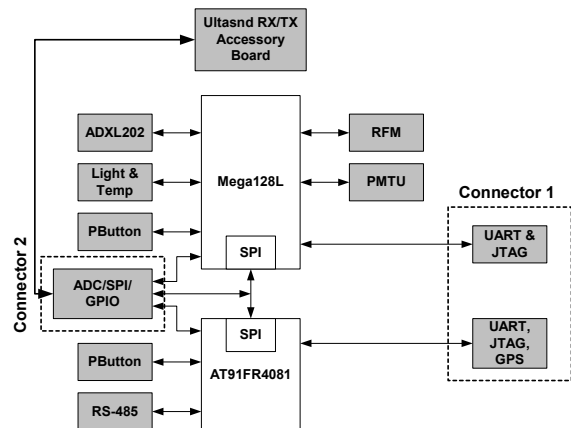 Ultasnd RX/TX
Accessory
Board
ADXL202
RFM
Light &
Temp
Mega128L
PMTU
Connector 1
PButton
SPI
UART &
JTAG
Connector 2
ADC/SPI/
GPIO
SPI
UART,
JTAG,
GPS
PButton
AT91FR4081
RS-485